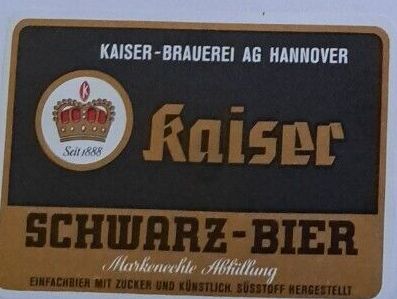 KAISER-BRAUEREI AG HANNOVER
K
Seit 1888
Kaiser
SCHWARZ-BIER
Markenechte Abfüllung
EINFACHBIER MIT ZUCKER UND KÜNSTLICH. SÜSSTOFF HERGESTELLT